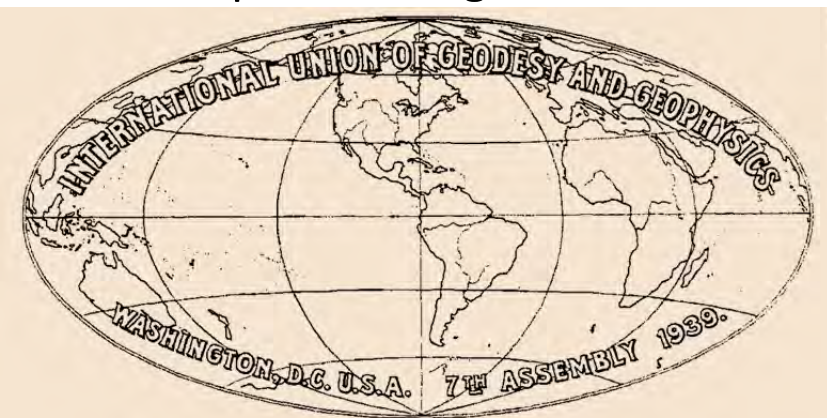 INTERNATIONAL UNION OF GEODESY AND GEOPHYSICS
WASHINGTON, D.C. U.S.A. 7TH ASSEMBLY 1939.